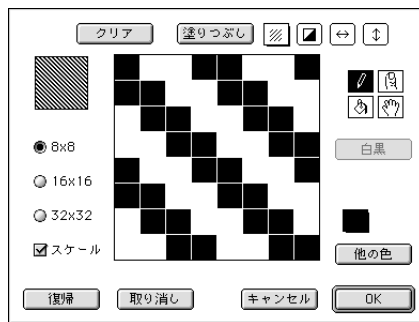 クリア
塗りつぶし
8x8
白黒
16x16
32x32
スケール
他の色
復帰
取り消し
キャンセル
OK